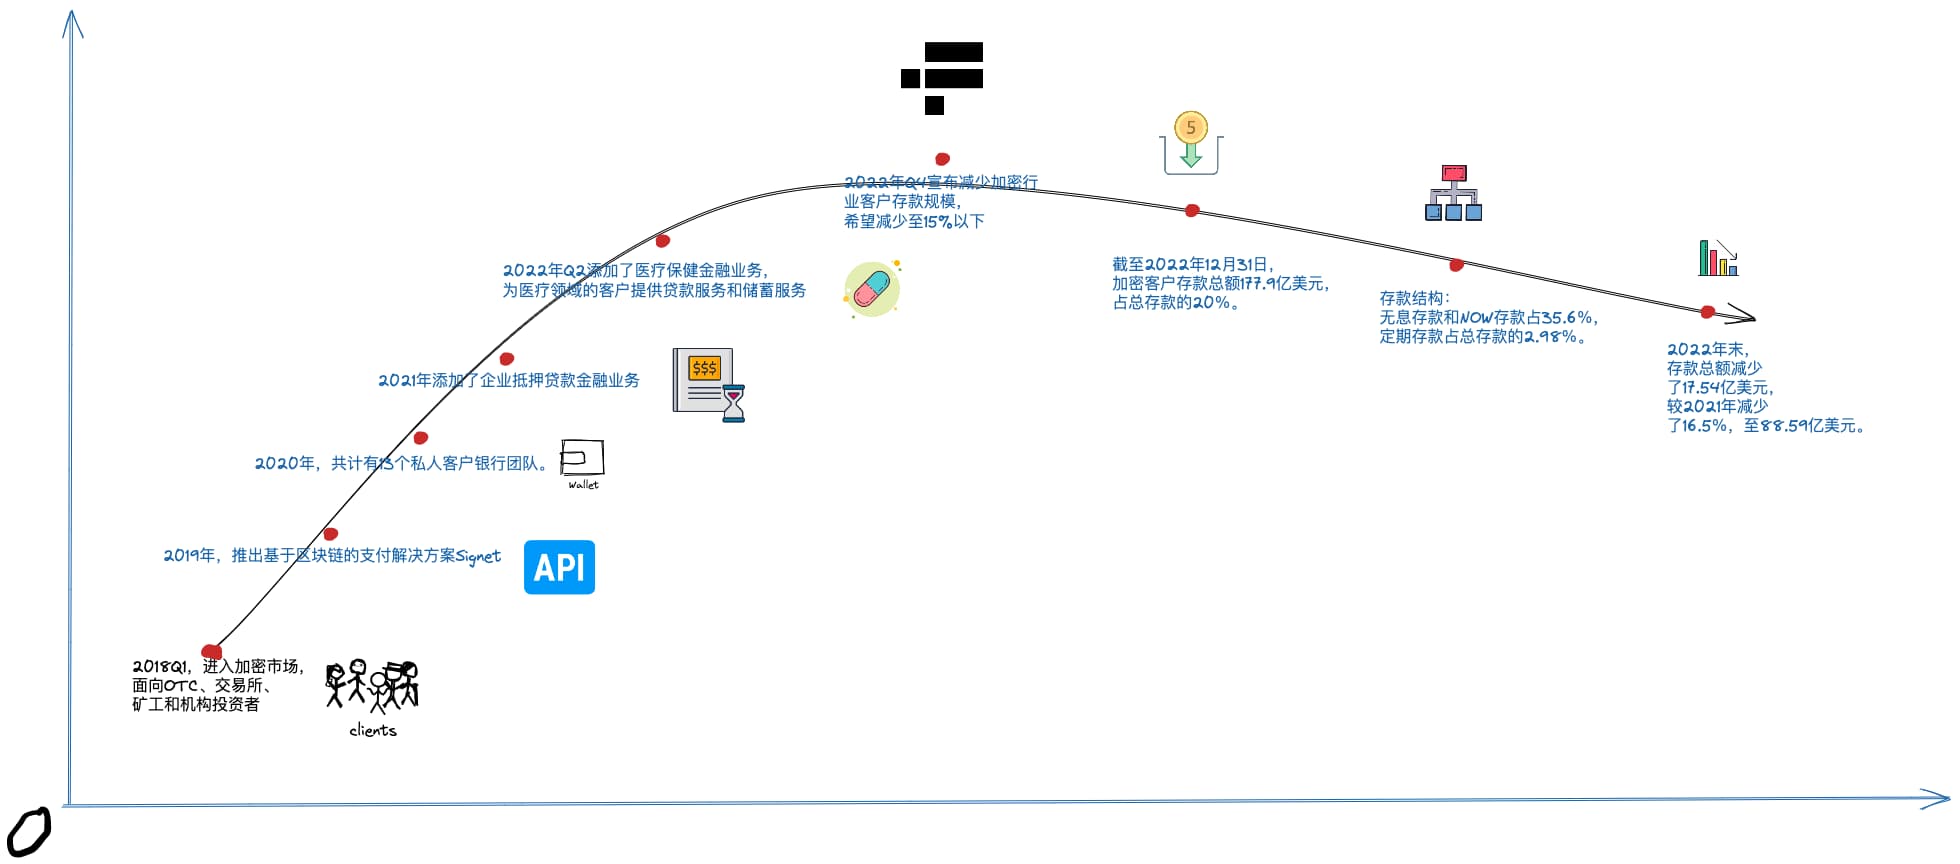 2022年Q4宣布减少加密行
业客户存款规模，
希望减少至15%以下
5
2022年Q2添加了医疗保健金融业务，
为医疗领域的客户提供贷款服务和储蓄服务
截至2022年12月31日，
加密客户存款总额177.9亿美元，
占总存款的20%。
存款结构：
无息存款和NOW存款占35.6%，
定期存款占总存款的2.98%。
2022年末，
存款总额减少
了17.54亿美元，
较2021年减少
了16.5%，至88.59亿美元。
2021年添加了企业抵押贷款金融业务
$$$
2020年，共计有13个私人客户银行团队。
wallet
2019年，推出基于区块链的支付解决方案Signet
API
2018Q1，进入加密市场，
面向OTC、交易所、
矿工和机构投资者
clients
0